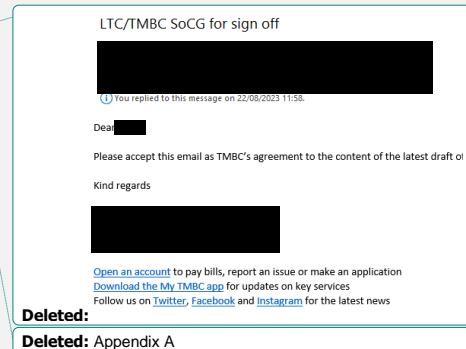 LTC/TMBC SoCG for sign off
You replied to this message on 22/08/2023 11:58.
Dear
Please accept this email as TMBC's agreement to the content of the latest draft of
Kind regards
Open an account to pay bills, report an issue or make an application
Download the My TMBC app for updates on key services
Follow us on Twitter, Facebook and Instagram for the latest news
Deleted:
Deleted: Appendix A